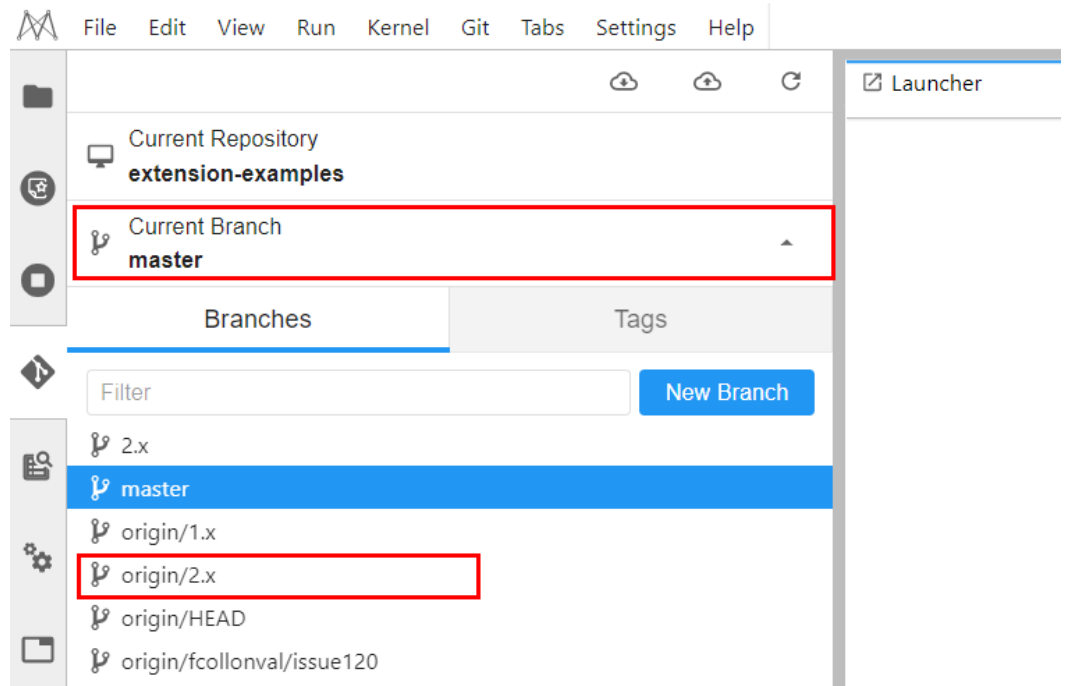 File Edit View Run Kernel Git Tabs Settings Help
Launcher
Current Repository
extension-examples
Current Branch
master
Branches Tags
Filter New Branch
2.x
master
origin/1.x
origin/2.x
origin/HEAD
origin/fcollonval/issue120